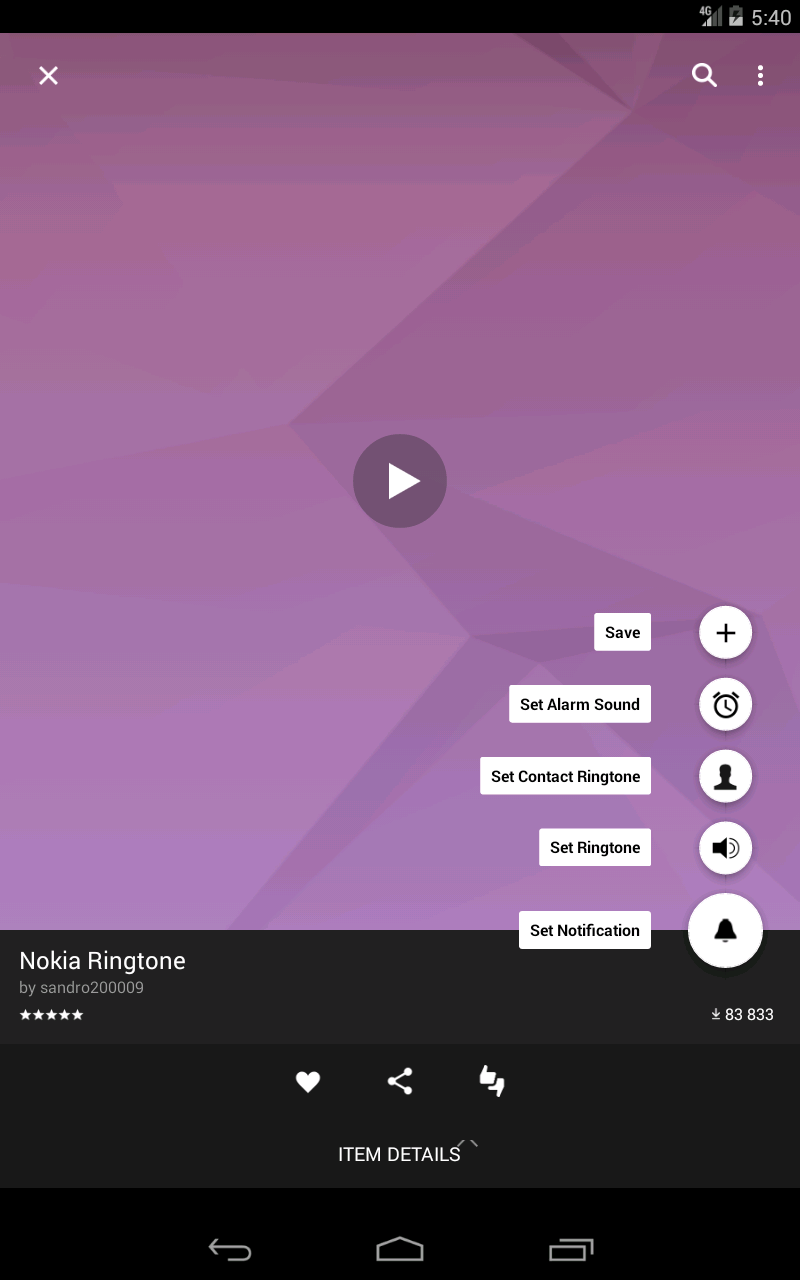 4G 5:40
Save
Set Alarm Sound
Set Contact Ringtone
Set Ringtone
Set Notification
Nokia Ringtone
by sandro200009
83 833
ITEM DETAILS